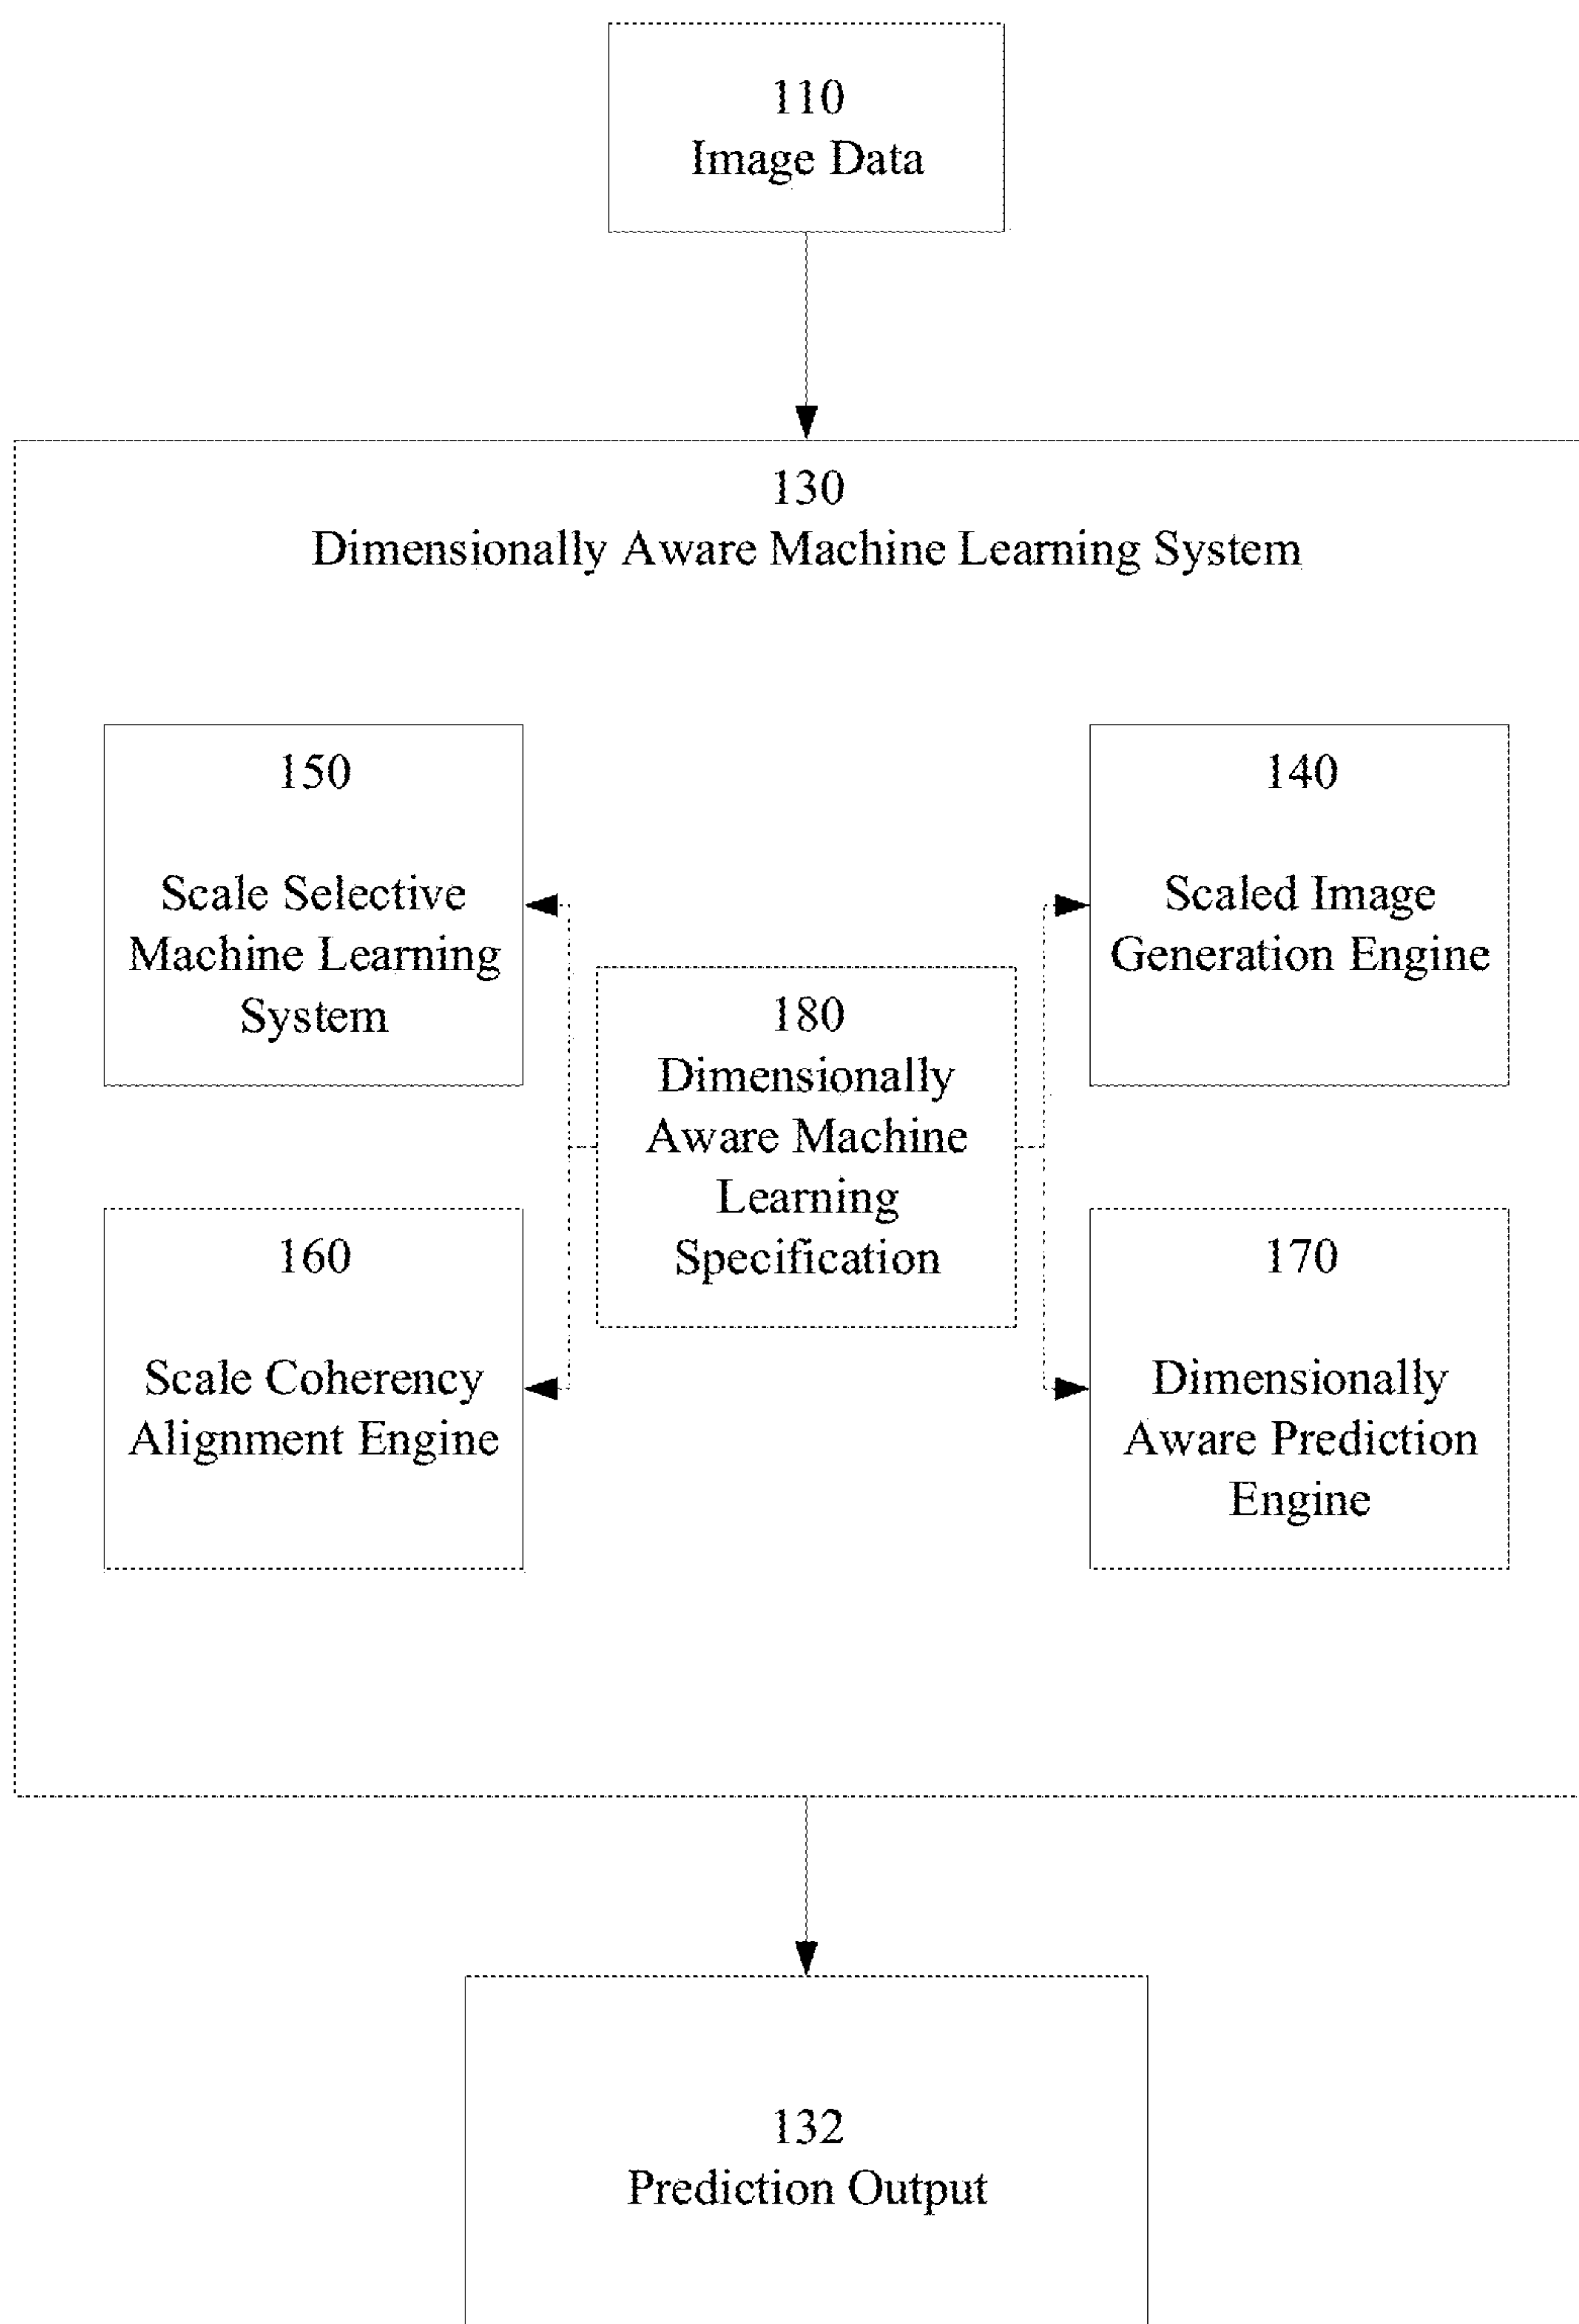 110
Image Data
130
Dimensionally Aware Machine Learning System
150
Scale Selective
Machine Learning
System
140
Scaled Image
Generation Engine
180
Dimensionally
Aware Machine
Learning
Specification
160
Scale Coherency
Alignment Engine
170
Dimensionally
Aware Prediction
Engine
132
Prediction Output